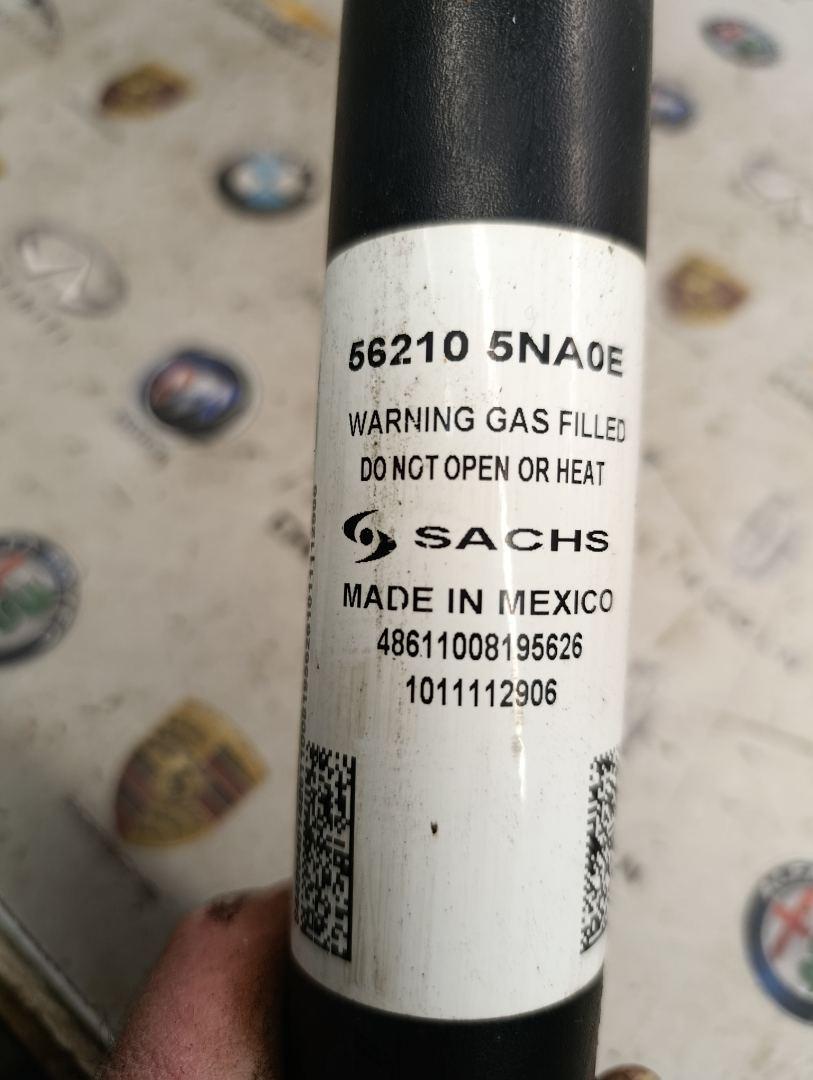 56210 5NA0E
WARNING GAS FILLED
DO NOT OPEN OR HEAT
SACHS
MADE IN MEXICO
48611008195626
1011112906